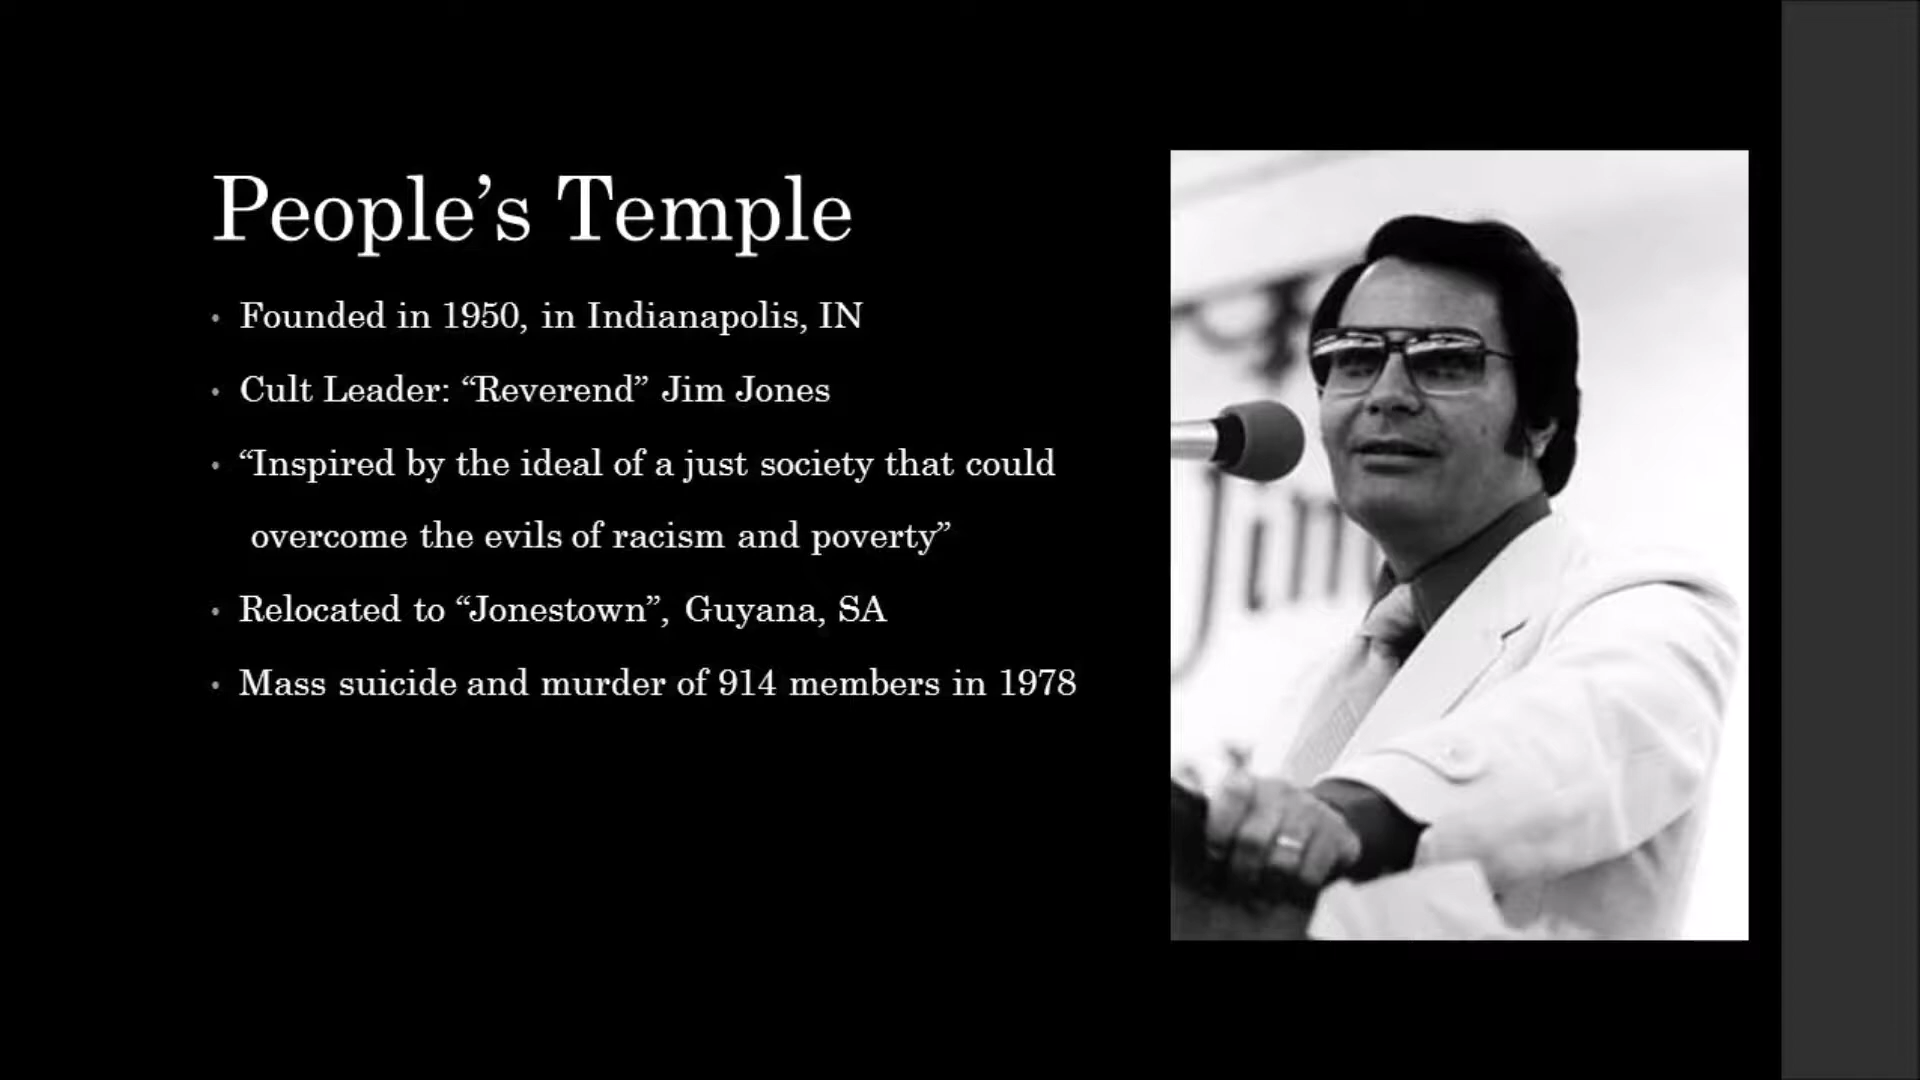 People’s Temple
• Founded in 1950, in Indianapolis, IN
• Cult Leader: “Reverend” Jim Jones
• “Inspired by the ideal of a just society that could
overcome the evils of racism and poverty”
• Relocated to “Jonestown”, Guyana, SA
• Mass suicide and murder of 914 members in 1978